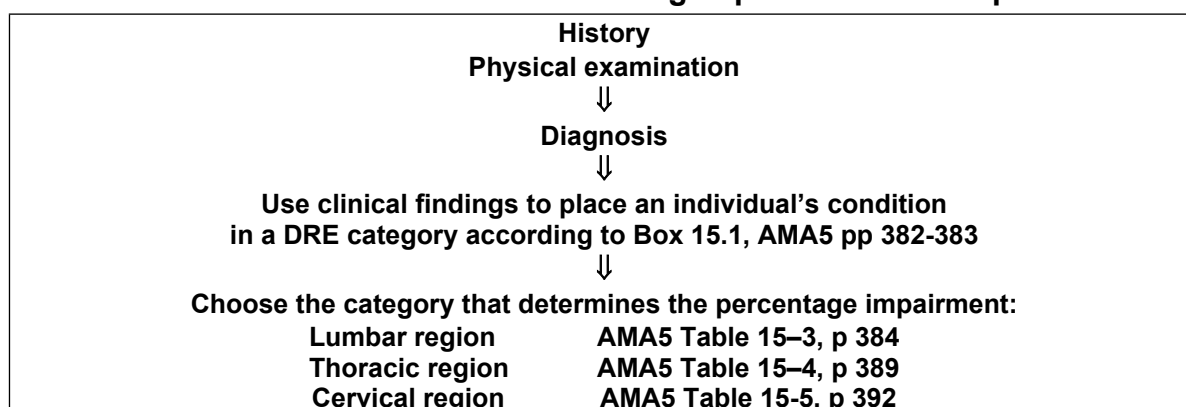 History
Physical examination
⇓
Diagnosis
⇓
Use clinical findings to place an individual’s condition
in a DRE category according to Box 15.1, AMA5 pp 382-383
⇓
Choose the category that determines the percentage impairment:
Lumbar region AMA5 Table 15–3, p 384
Thoracic region AMA5 Table 15–4, p 389
Cervical region AMA5 Table 15-5, p 392